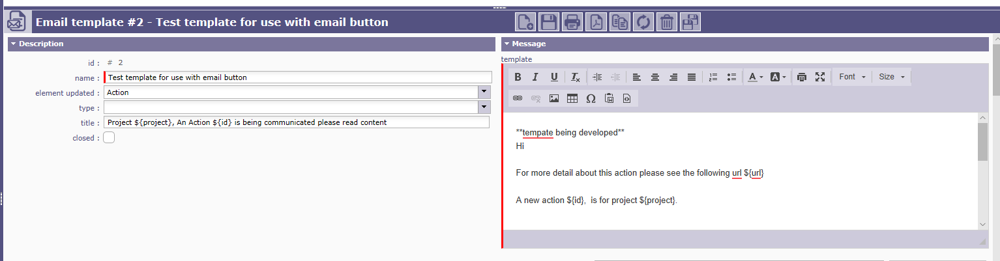 Email template #2 - Test template for use with email button
Description
id : # 2
name : Test template for use with email button
element updated : Action
type :
title : Project ${project}, An Action ${id} is being communicated please read content
closed :
Message
template
B I U Tx A A Font Size
**tempate being developed**
Hi
For more detail about this action please see the following url ${url}
A new action ${id},  is for project ${project}.